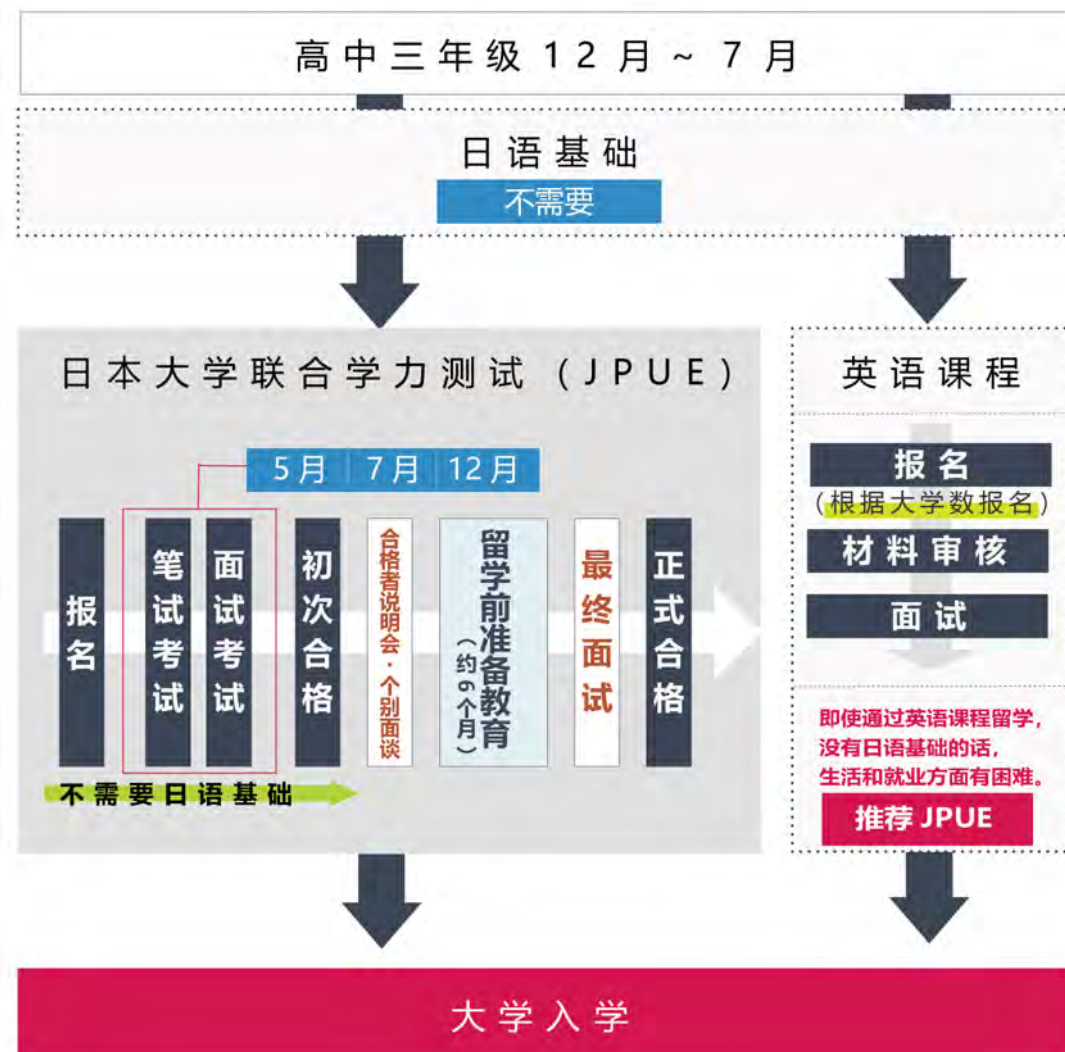 高中三年级 12月~7月
日语基础
不需要
日本大学联合学力测试 (JPUE)
5月 7月 12月
报名
笔试考试
面试考试
初次合格
合格者说明会·个别面谈
留学前准备教育
(约6个月)
最终面试
正式合格
不需要日语基础
英语课程
报名
(根据大学数报名)
材料审核
面试
即使通过英语课程留学,
没有日语基础的话,
生活和就业方面有困难。
推荐 JPUE
大学入学